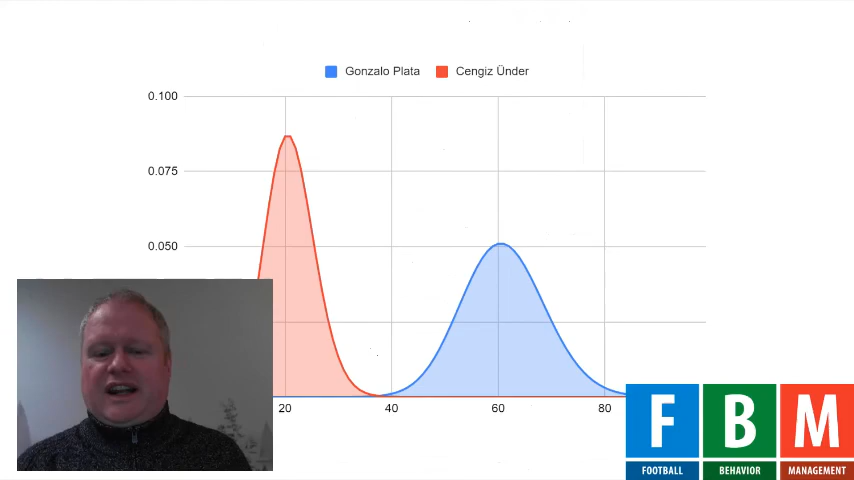 Gonzalo Plata Cengiz Ünder
0.100
0.075
0.050
20 40 60 80
F B M
FOOTBALL BEHAVIOR MANAGEMENT